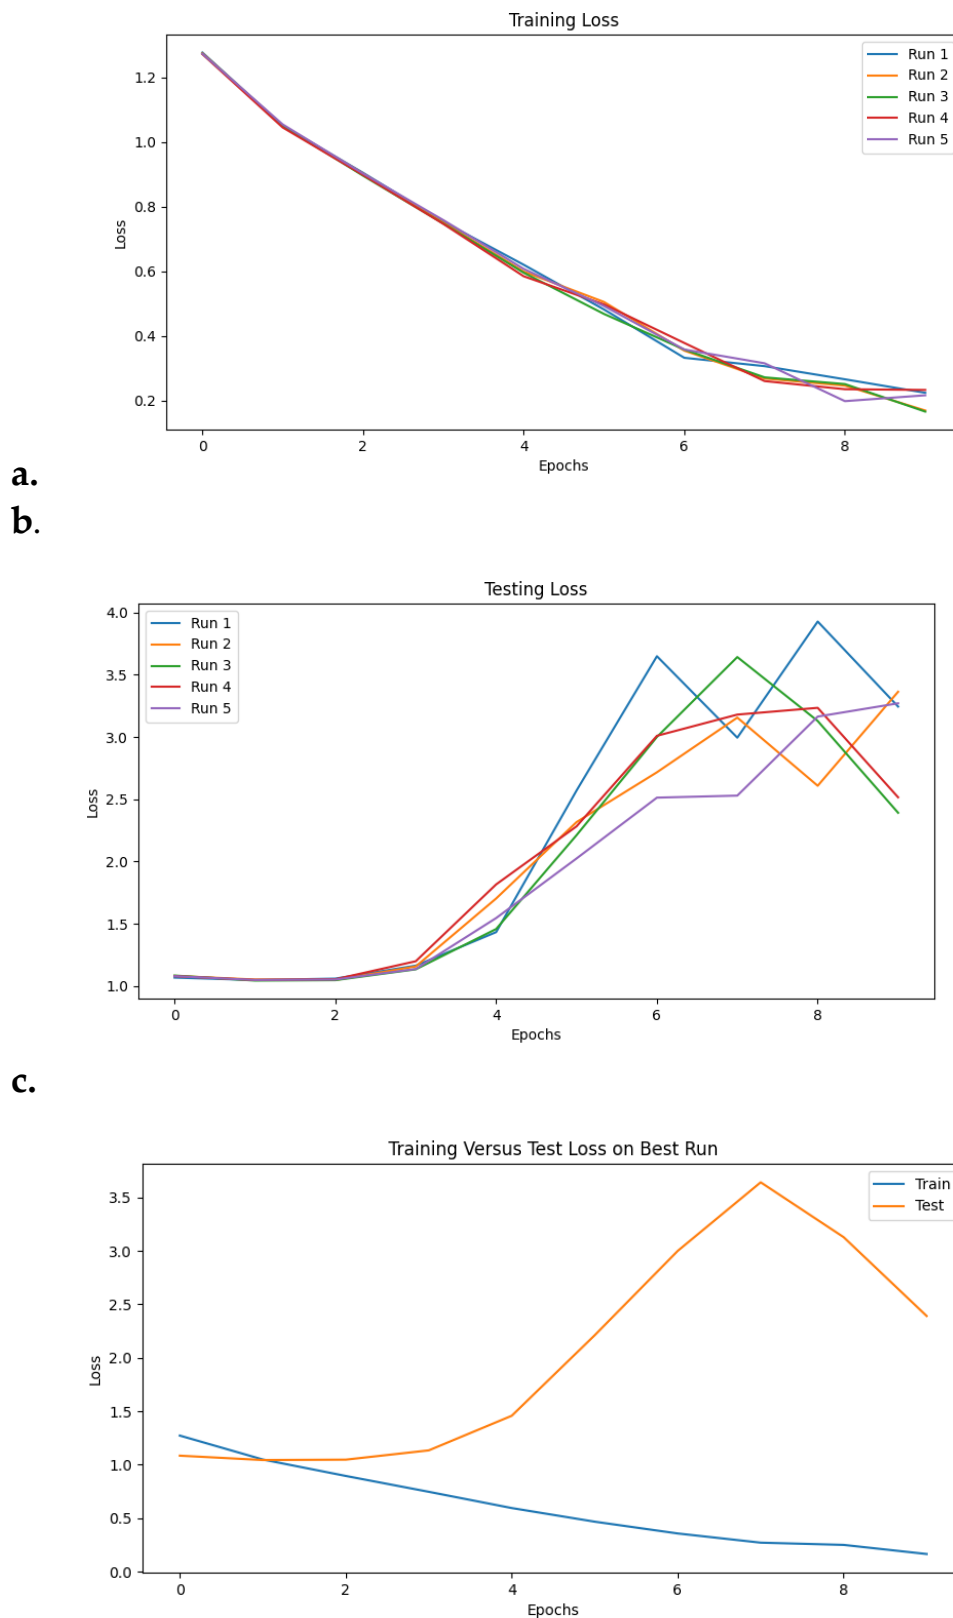 Training Loss
Run 1
Run 2
Run 3
Run 4
Run 5
1.2
1.0
0.8
0.6
0.4
0.2
Loss
0 2 4 6 8
Epochs
a.
b.
Testing Loss
Run 1
Run 2
Run 3
Run 4
Run 5
4.0
3.5
3.0
2.5
2.0
1.5
1.0
Loss
0 2 4 6 8
Epochs
c.
Training Versus Test Loss on Best Run
Train
Test
3.5
3.0
2.5
2.0
1.5
1.0
0.5
0.0
Loss
0 2 4 6 8
Epochs